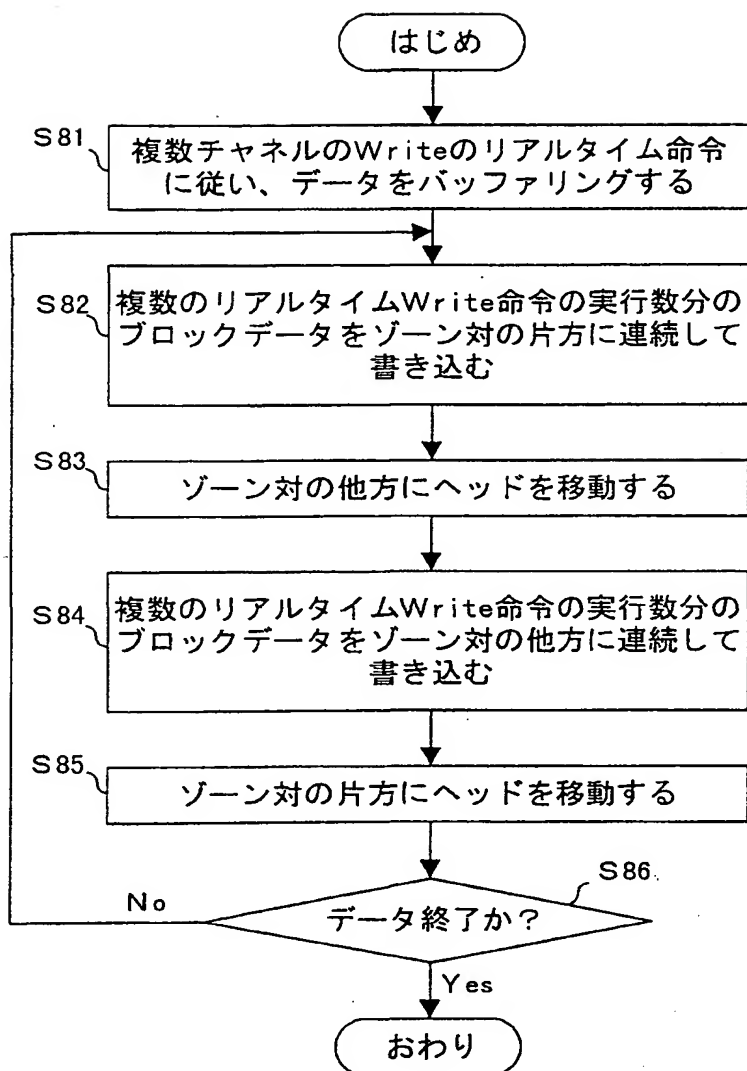 はじめ
S81
複数チャネルのWriteのリアルタイム命令
に従い、データをバッファリングする
S82
複数のリアルタイムWrite命令の実行数分の
ブロックデータをゾーン対の片方に連続して
書き込む
S83
ゾーン対の他方にヘッドを移動する
S84
複数のリアルタイムWrite命令の実行数分の
ブロックデータをゾーン対の他方に連続して
書き込む
S85
ゾーン対の片方にヘッドを移動する
S86
No
データ終了か?
Yes
おわり